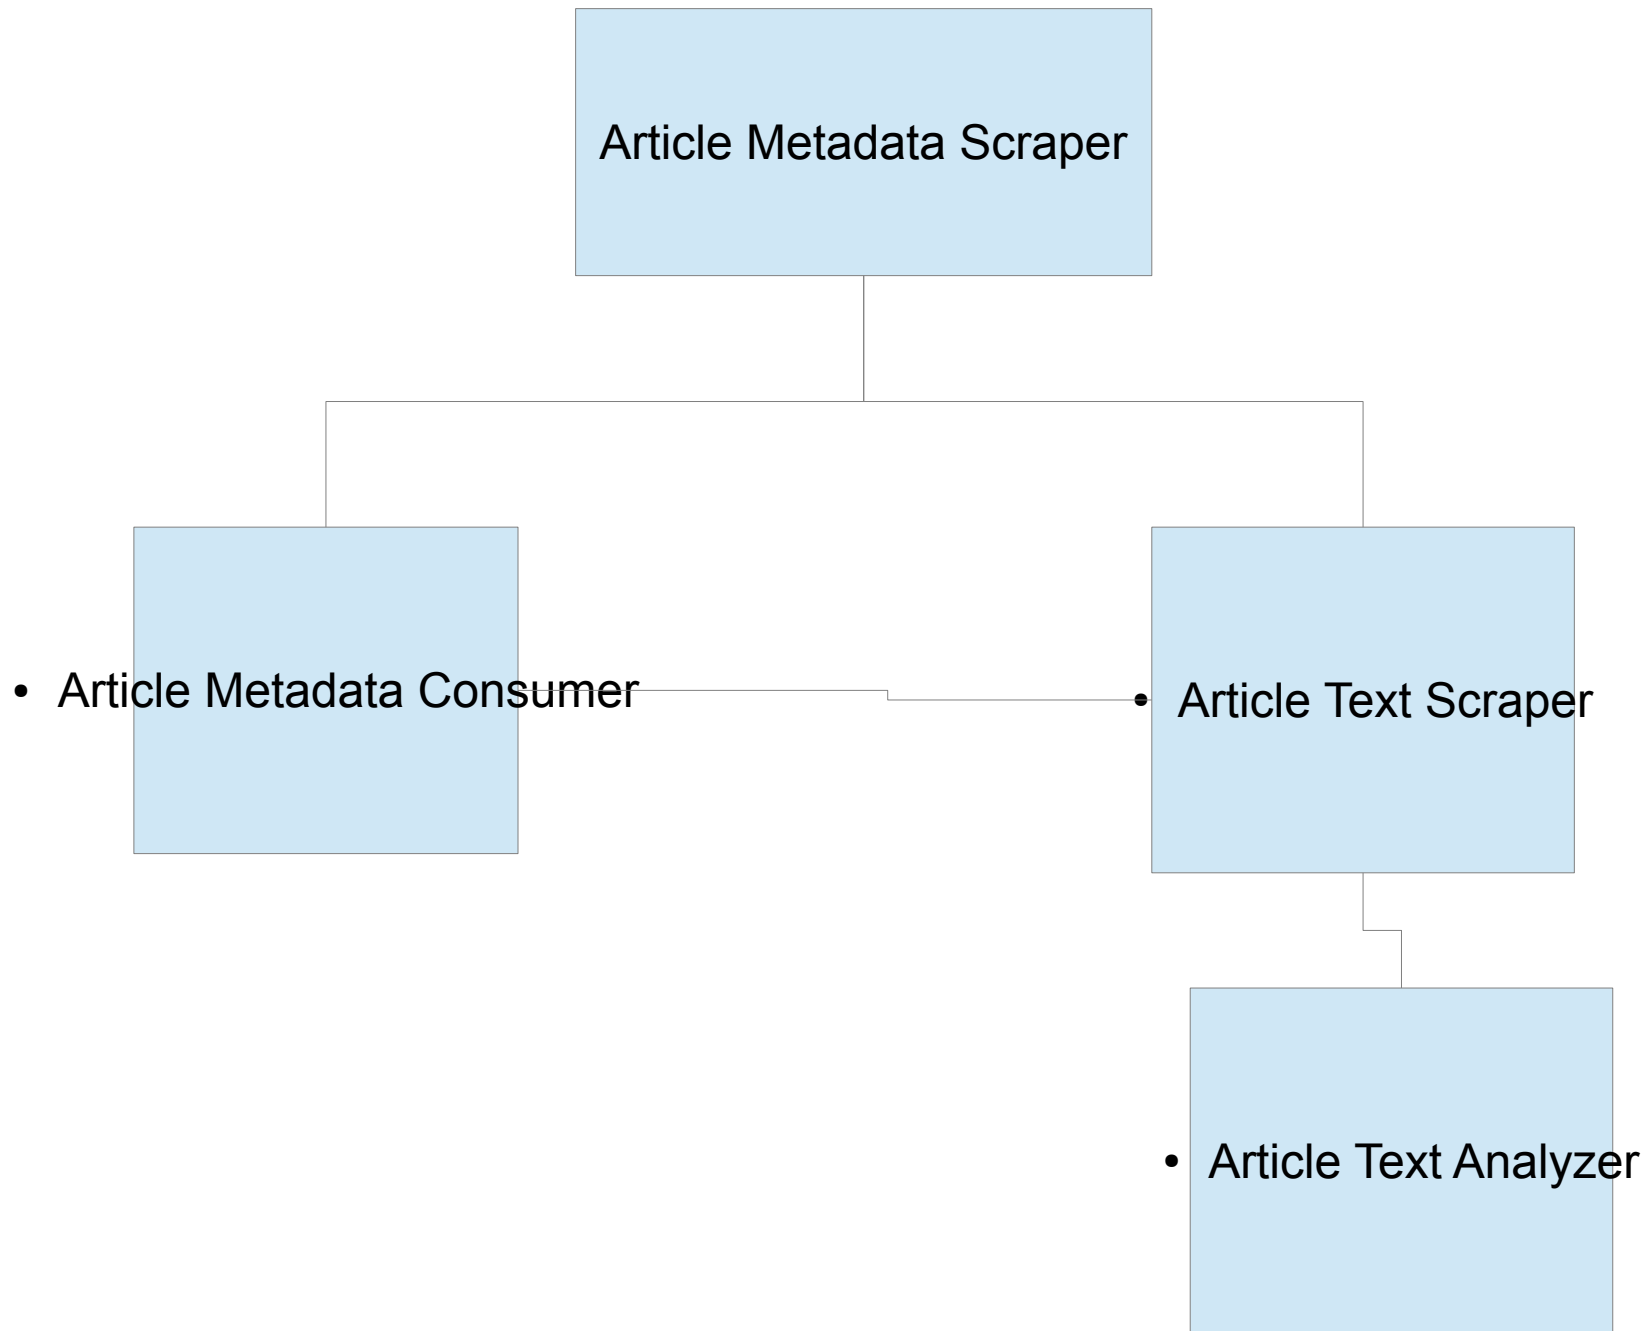 Article Metadata Scraper
• Article Metadata Consumer
• Article Text Scraper
• Article Text Analyzer